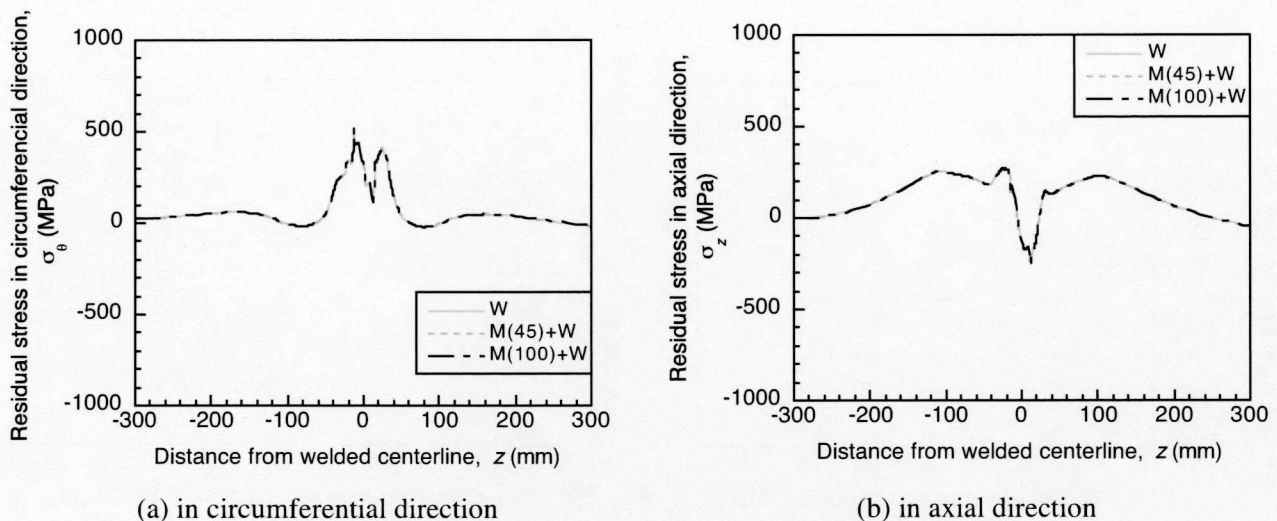 Residual stress in circumferencial direction,
σθ (MPa)
1000
500
0
-500
-1000
W
M(45)+W
M(100)+W
-300 -200 -100 0 100 200 300
Distance from welded centerline, z (mm)
(a) in circumferential direction
Residual stress in axial direction,
σz (MPa)
1000
500
0
-500
-1000
W
M(45)+W
M(100)+W
-300 -200 -100 0 100 200 300
Distance from welded centerline, z (mm)
(b) in axial direction